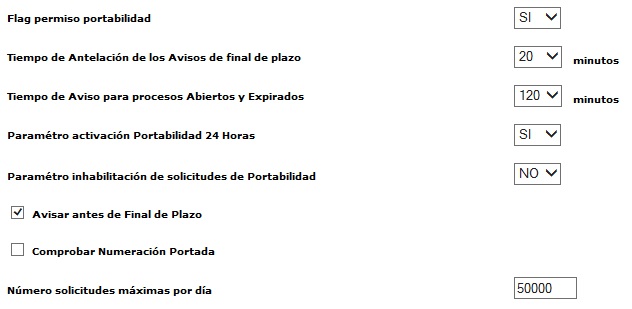 Flag permiso portabilidad SI
Tiempo de Antelación de los Avisos de final de plazo 20 minutos
Tiempo de Aviso para procesos Abiertos y Expirados 120 minutos
Paramétro activación Portabilidad 24 Horas SI
Paramétro inhabilitación de solicitudes de Portabilidad NO
Avisar antes de Final de Plazo
Comprobar Numeración Portada
Número solicitudes máximas por día 50000